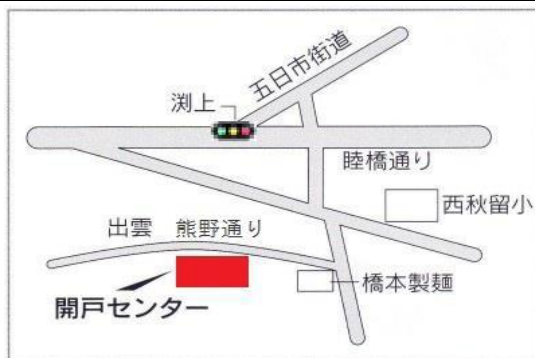 五日市街道
渕上
睦橋通り
西秋留小
出雲 熊野通り
橋本製麺
開戸センター